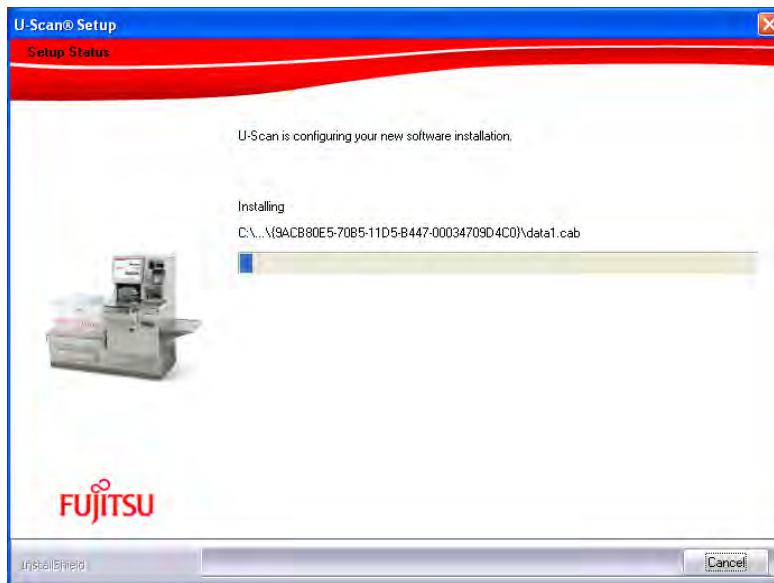 U-Scan® Setup
Setup Status
U-Scan is configuring your new software installation.
Installing
C:\...\{9ACB80E5-70B5-11D5-B447-00034709D4C0}\data1.cab
FUJITSU
InstallShield
Cancel